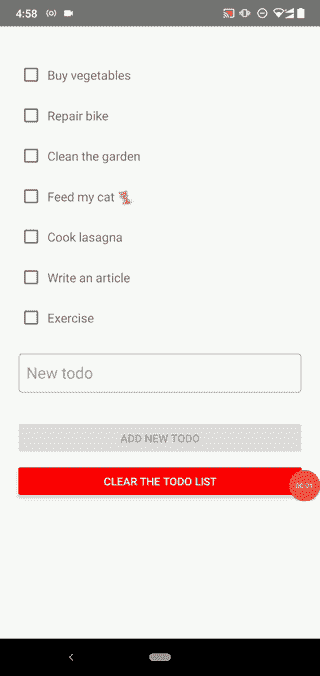 4:58
Buy vegetables
Repair bike
Clean the garden
Feed my cat
Cook lasagna
Write an article
Exercise
New todo
ADD NEW TODO
CLEAR THE TODO LIST